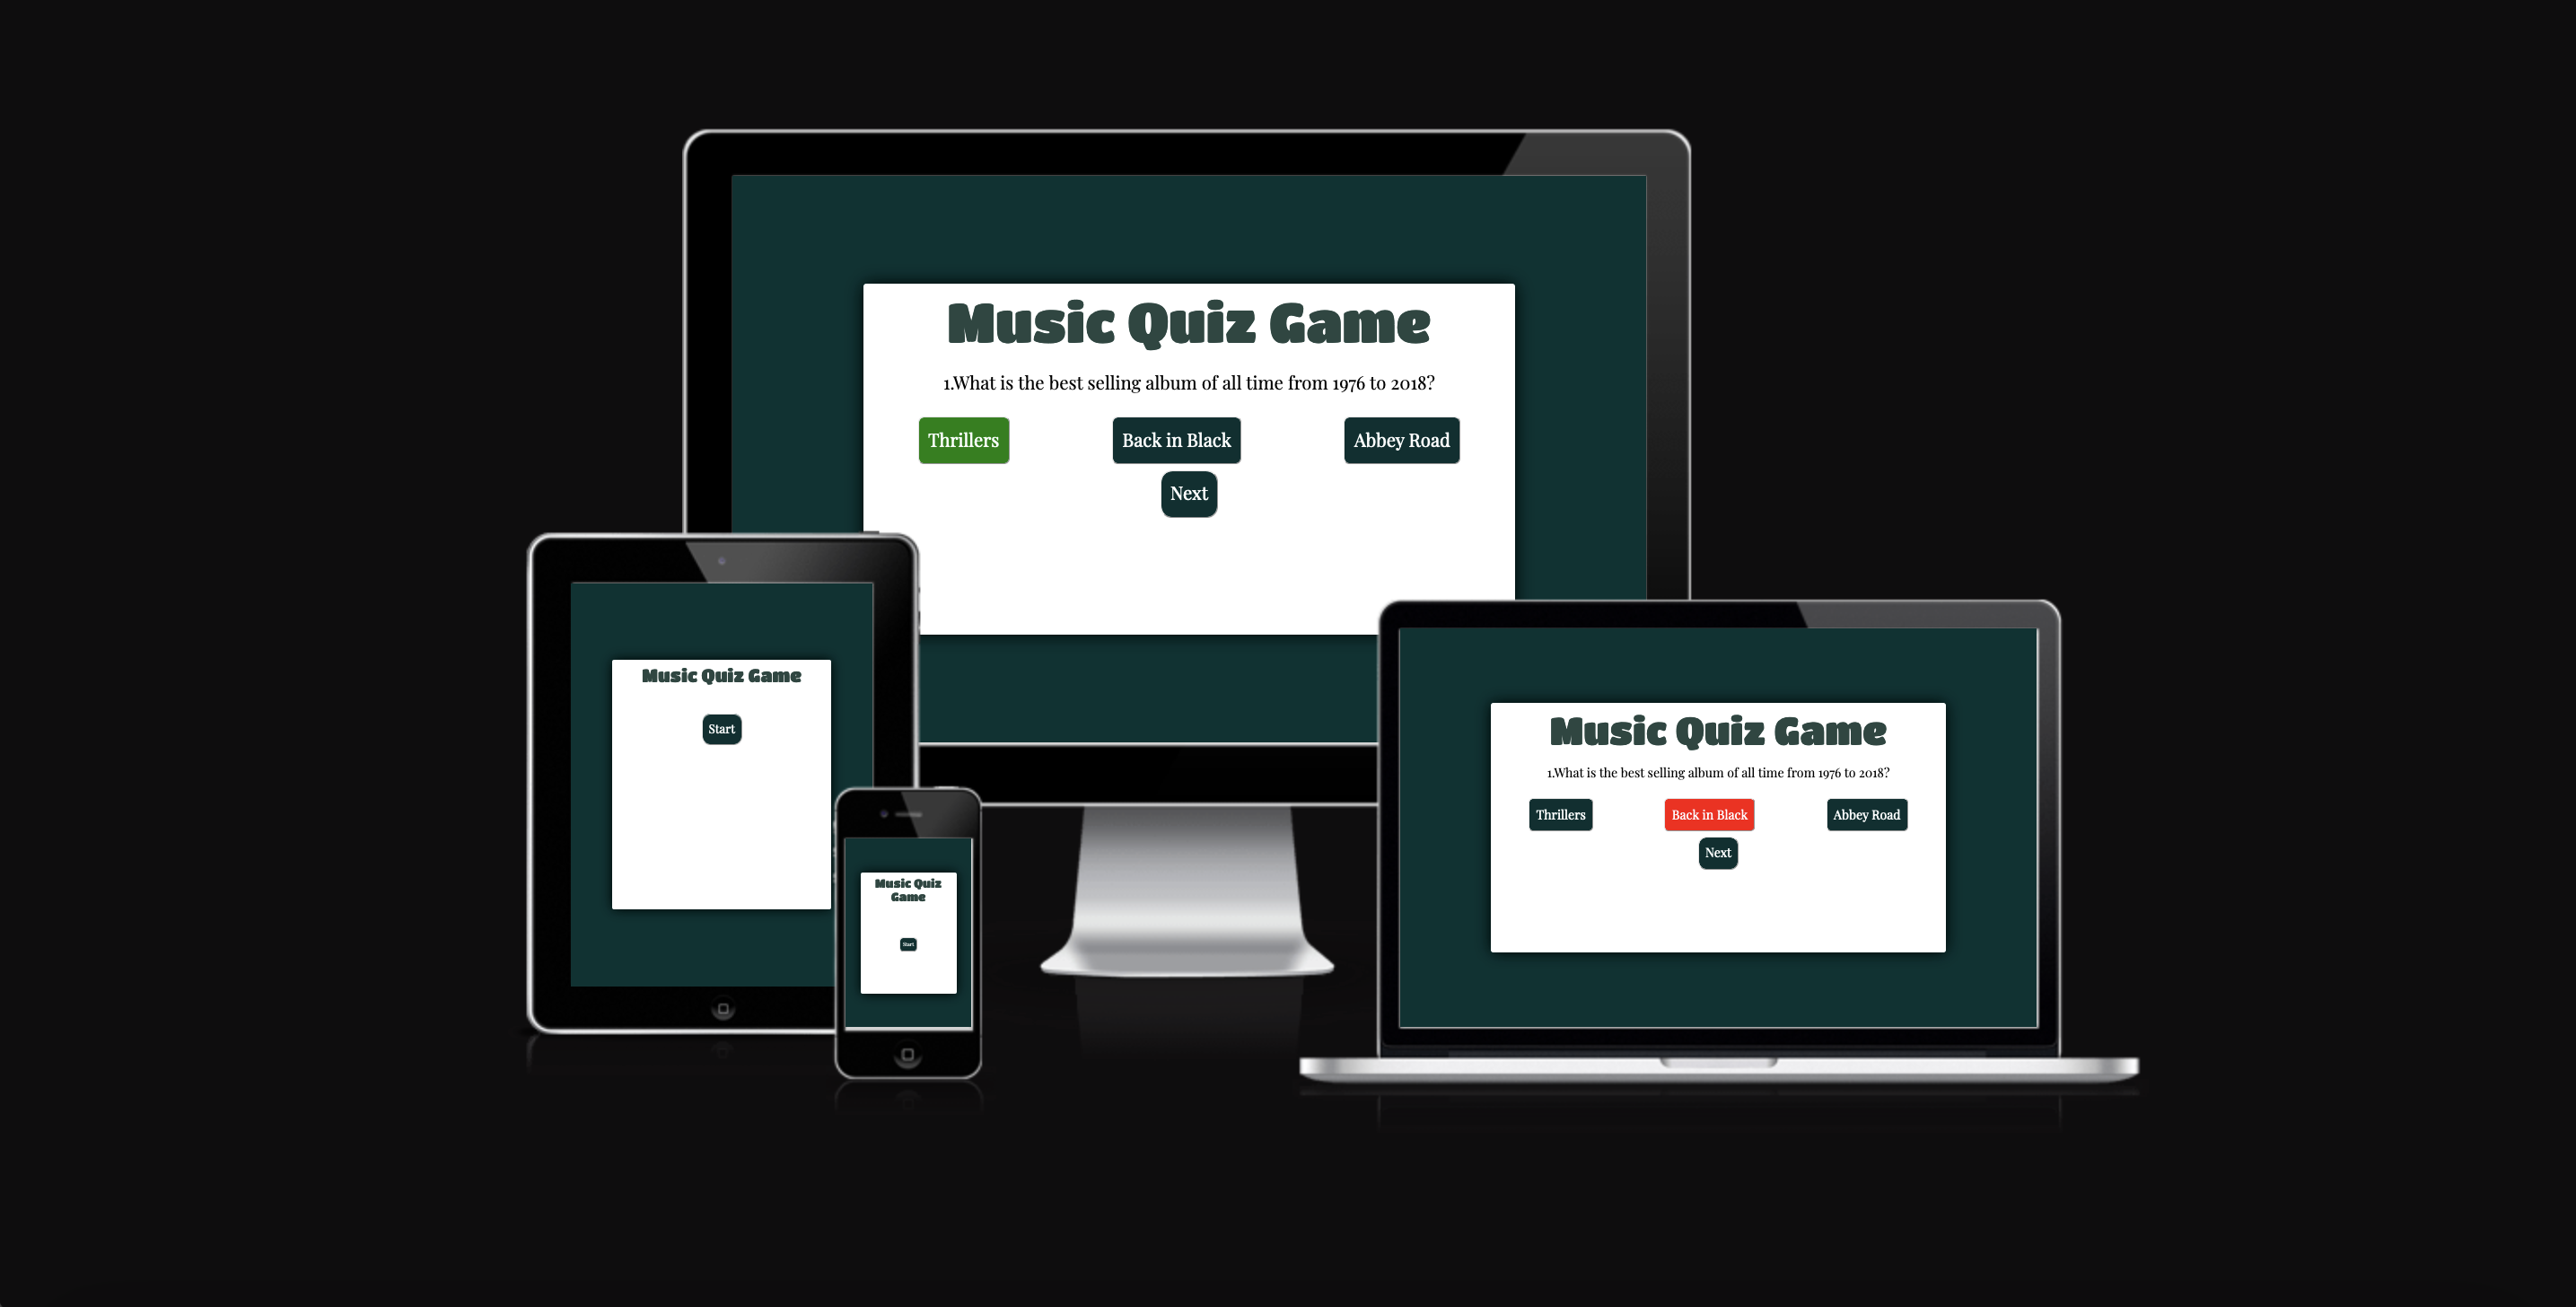 Music Quiz Game
1.What is the best selling album of all time from 1976 to 2018?
Thrillers
Back in Black
Abbey Road
Next
Music Quiz Game
Start
Music Quiz
Game
Start
Music Quiz Game
1.What is the best selling album of all time from 1976 to 2018?
Thrillers
Back in Black
Abbey Road
Next